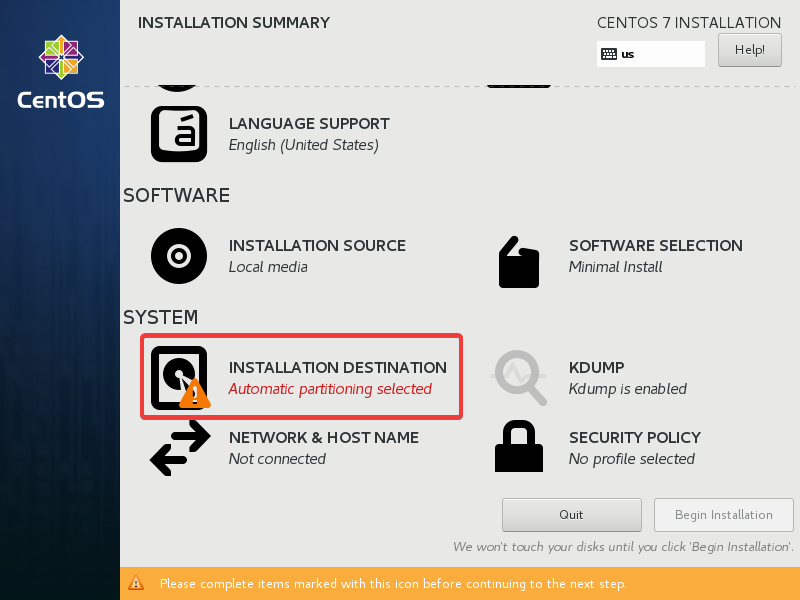 INSTALLATION SUMMARY
CENTOS 7 INSTALLATION
us
Help!
CentOS
á
LANGUAGE SUPPORT
English (United States)
SOFTWARE
INSTALLATION SOURCE
Local media
SOFTWARE SELECTION
Minimal Install
SYSTEM
INSTALLATION DESTINATION
Automatic partitioning selected
KDUMP
Kdump is enabled
NETWORK & HOST NAME
Not connected
SECURITY POLICY
No profile selected
Quit
Begin Installation
We won't touch your disks until you click 'Begin Installation'.
Please complete items marked with this icon before continuing to the next step.